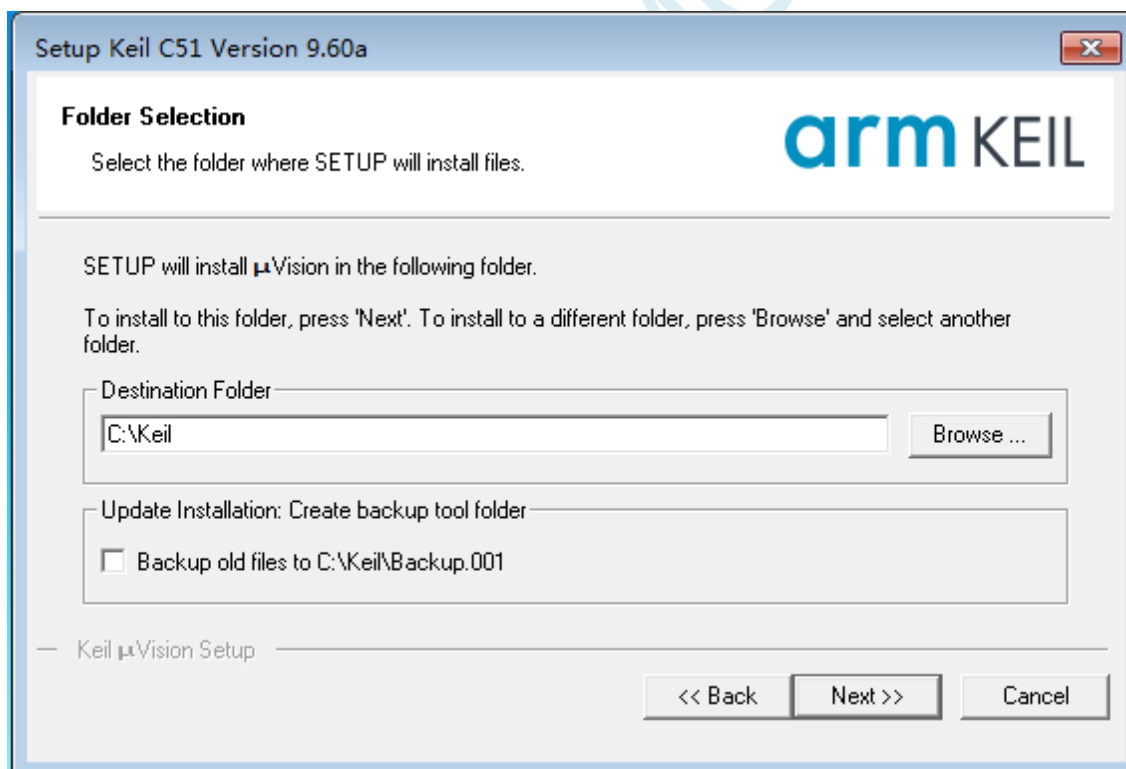 Setup Keil C51 Version 9.60a
Folder Selection
Select the folder where SETUP will install files.
arm KEIL
SETUP will install µVision in the following folder.
To install to this folder, press 'Next'. To install to a different folder, press 'Browse' and select another
folder.
Destination Folder
C:\Keil
Browse ...
Update Installation: Create backup tool folder
Backup old files to C:\Keil\Backup.001
Keil µVision Setup
<< Back
Next >>
Cancel